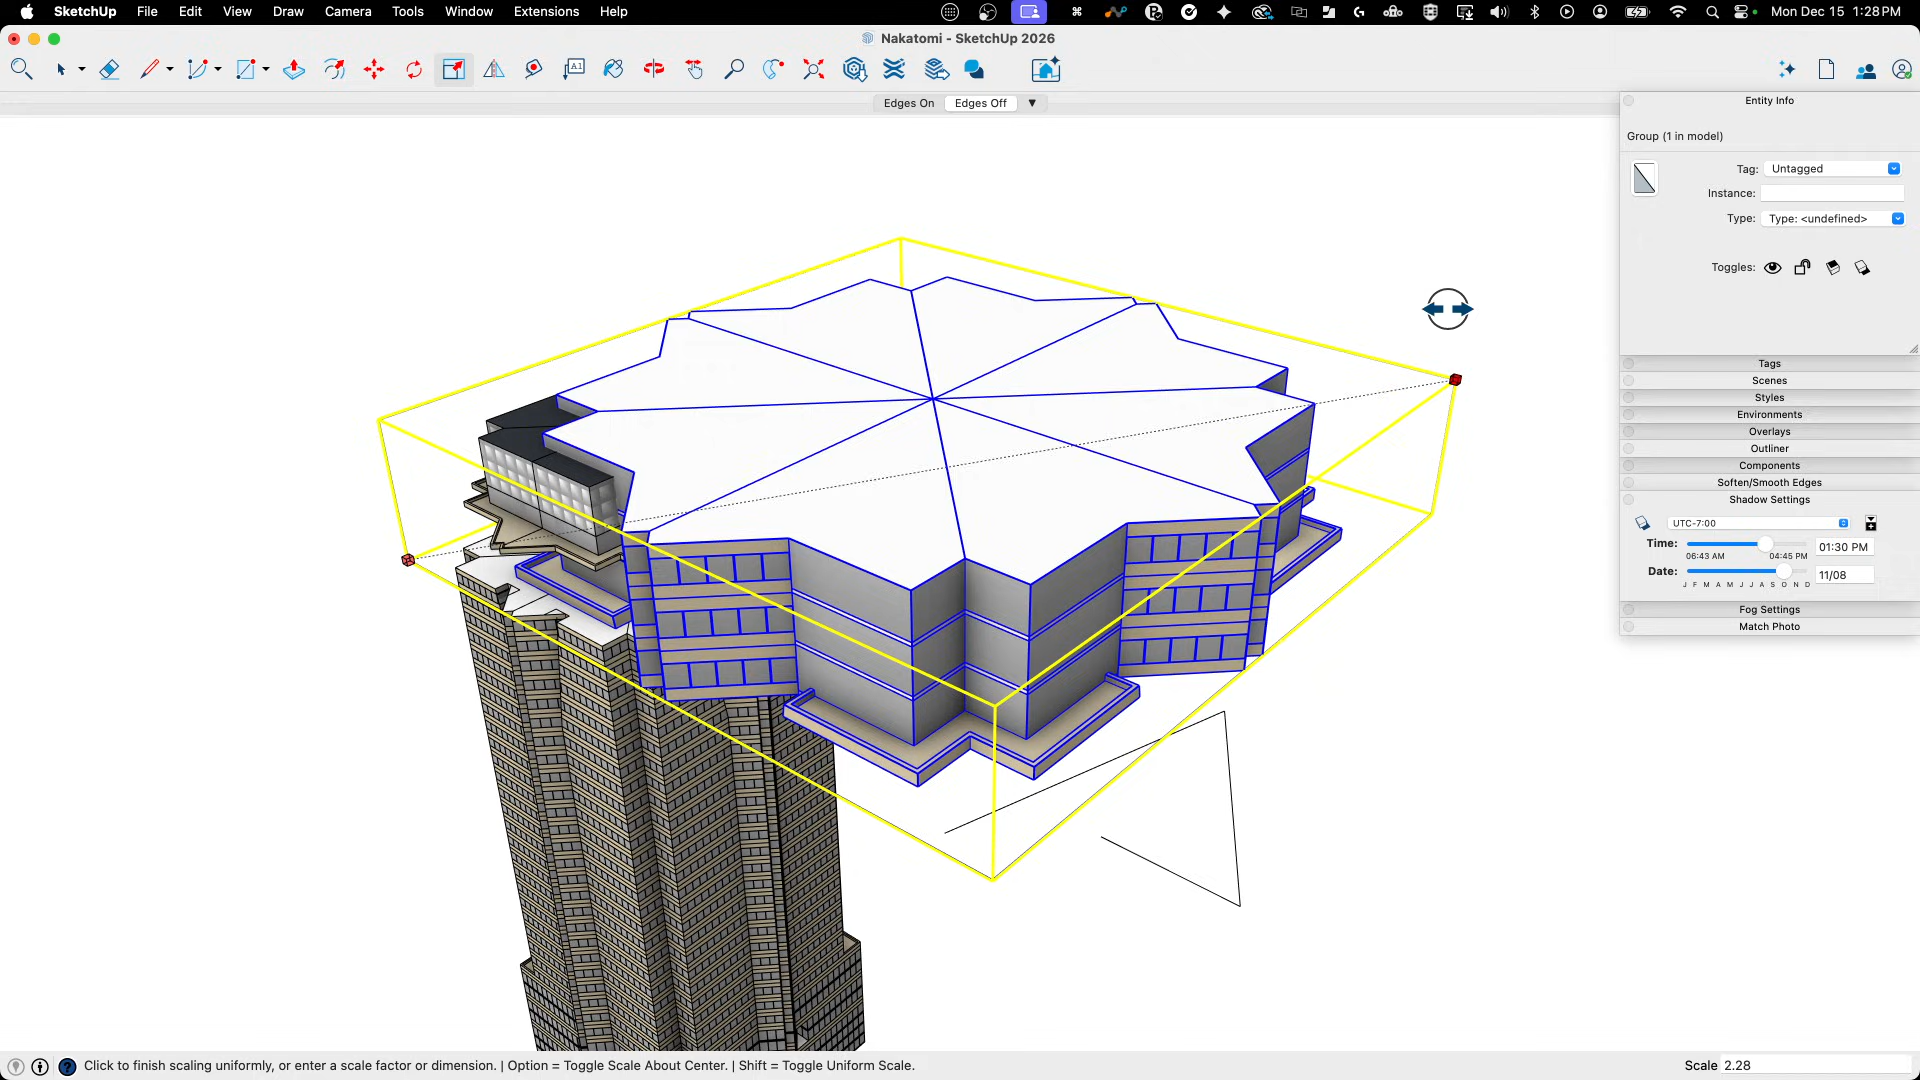 SketchUp File Edit View Draw Camera Tools Window Extensions Help
Mon Dec 15 1:28 PM
Nakatomi - SketchUp 2026
A1
Edges On Edges Off ▼
Entity Info
Group (1 in model)
Tag: Untagged
Instance:
Type: Type: <undefined>
Toggles:
Tags
Scenes
Styles
Environments
Overlays
Outliner
Components
Soften/Smooth Edges
Shadow Settings
UTC-7:00
Time: 01:30 PM
06:43 AM 04:45 PM
Date: 11/08
J F M A M J J A S O N D
Fog Settings
Match Photo
Click to finish scaling uniformly, or enter a scale factor or dimension. | Option = Toggle Scale About Center. | Shift = Toggle Uniform Scale.
Scale 2.28